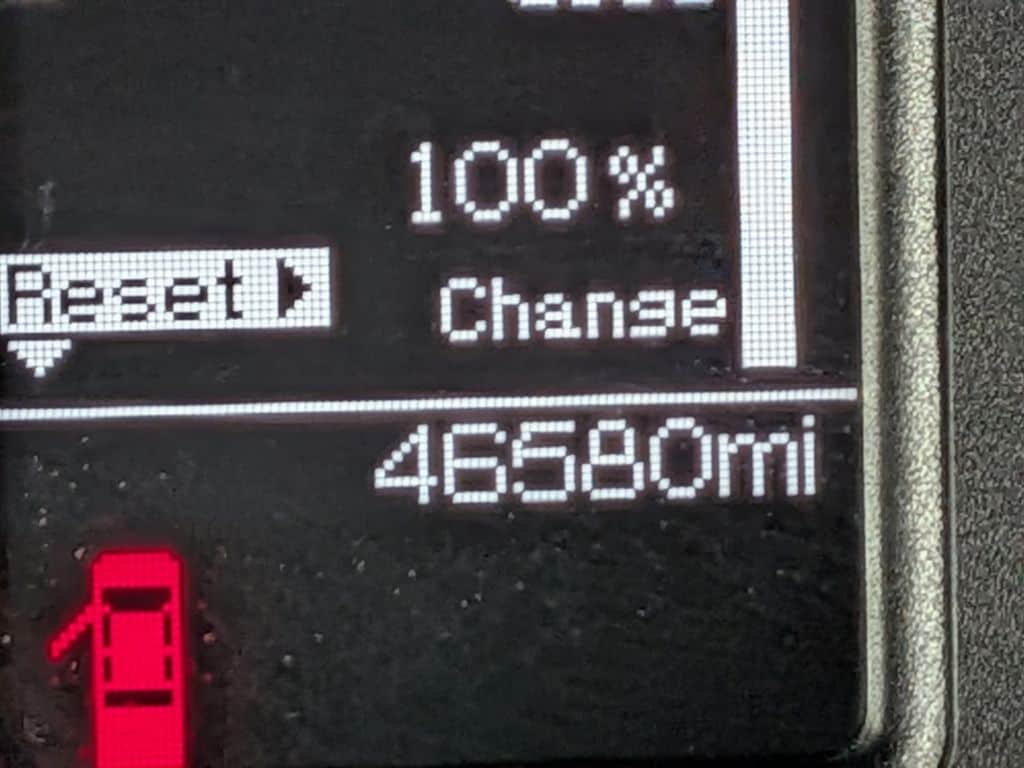 100%
Reset
Change
46580mi